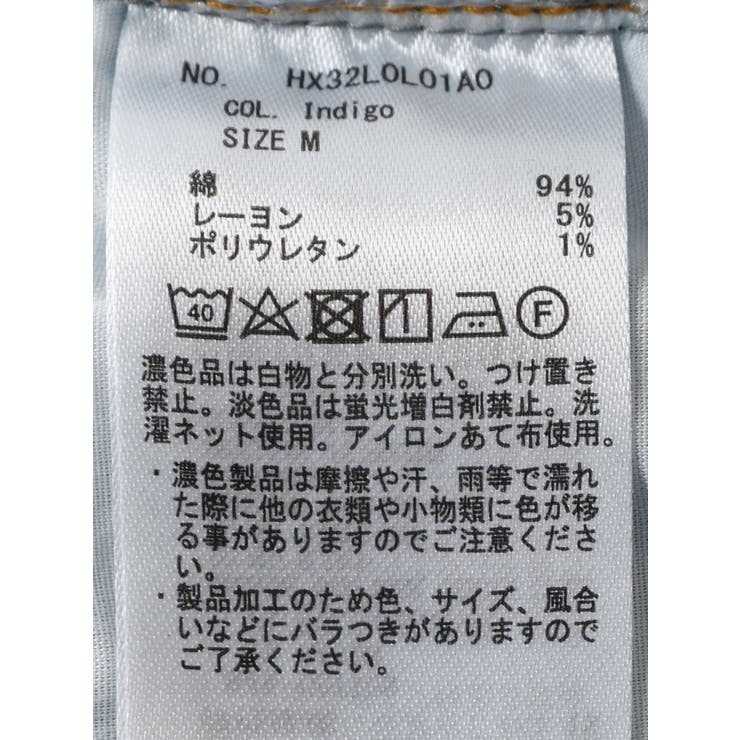 NO. HX32L0L01A0
COL. Indigo
SIZE M
綿 94%
レーヨン 5%
ポリウレタン 1%
40 F
濃色品は白物と分別洗い。つけ置き
禁止。淡色品は蛍光増白剤禁止。洗
濯ネット使用。アイロンあて布使用。
・濃色製品は摩擦や汗、雨等で濡れ
た際に他の衣類や小物類に色が移
る事がありますのでご注意くださ
い。
・製品加工のため色、サイズ、風合
いなどにバラつきがありますので
ご了承ください。